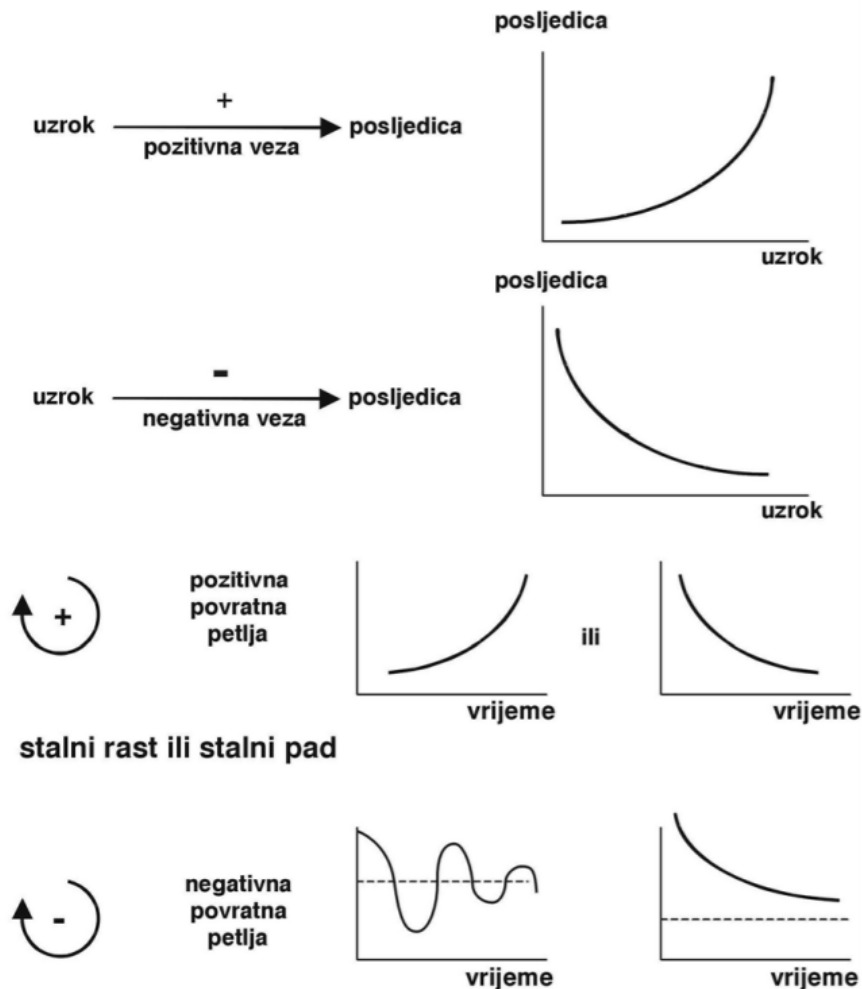 posljedica
+
uzrok
posljedica
pozitivna veza
uzrok
posljedica
-
uzrok
posljedica
negativna veza
uzrok
+
pozitivna
povratna
petlja
ili
vrijeme
vrijeme
stalni rast ili stalni pad
-
negativna
povratna
petlja
vrijeme
vrijeme